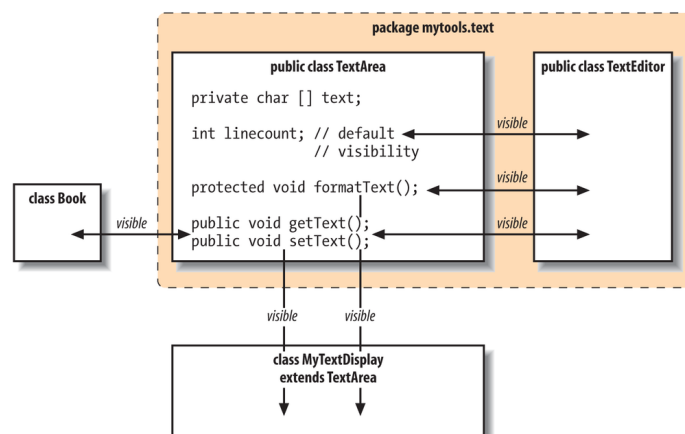 package mytools.text
public class TextArea
public class TextEditor
private char [] text;
int linecount; // default
visible
// visibility
protected void formatText();
visible
class Book
visible
public void getText();
public void setText();
visible
visible
visible
class MyTextDisplay
extends TextArea